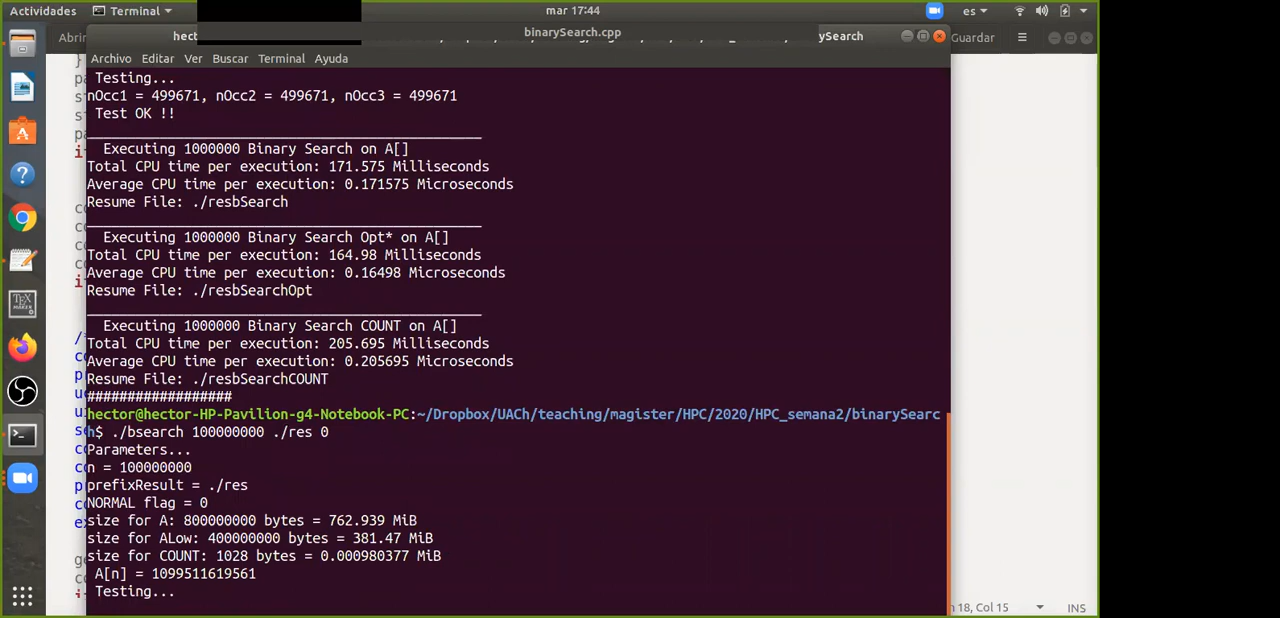 Actividades
Terminal
mar 17:44
es
Abrir
hect
binarySearch.cpp
ySearch
Guardar
Archivo Editar Ver Buscar Terminal Ayuda
Testing...
nOcc1 = 499671, nOcc2 = 499671, nOcc3 = 499671
Test OK !!
Executing 1000000 Binary Search on A[]
Total CPU time per execution: 171.575 Milliseconds
Average CPU time per execution: 0.171575 Microseconds
Resume File: ./resbSearch
Executing 1000000 Binary Search Opt* on A[]
Total CPU time per execution: 164.98 Milliseconds
Average CPU time per execution: 0.16498 Microseconds
Resume File: ./resbSearchOpt
Executing 1000000 Binary Search COUNT on A[]
Total CPU time per execution: 205.695 Milliseconds
Average CPU time per execution: 0.205695 Microseconds
Resume File: ./resbSearchCOUNT
##################
hector@hector-HP-Pavilion-g4-Notebook-PC:~/Dropbox/UACh/teaching/magister/HPC/2020/HPC_semana2/binarySearc
h$ ./bsearch 100000000 ./res 0
Parameters...
n = 100000000
prefixResult = ./res
NORMAL flag = 0
size for A: 800000000 bytes = 762.939 MiB
size for ALow: 400000000 bytes = 381.47 MiB
size for COUNT: 1028 bytes = 0.000980377 MiB
A[n] = 1099511619561
Testing...
18, Col 15
INS